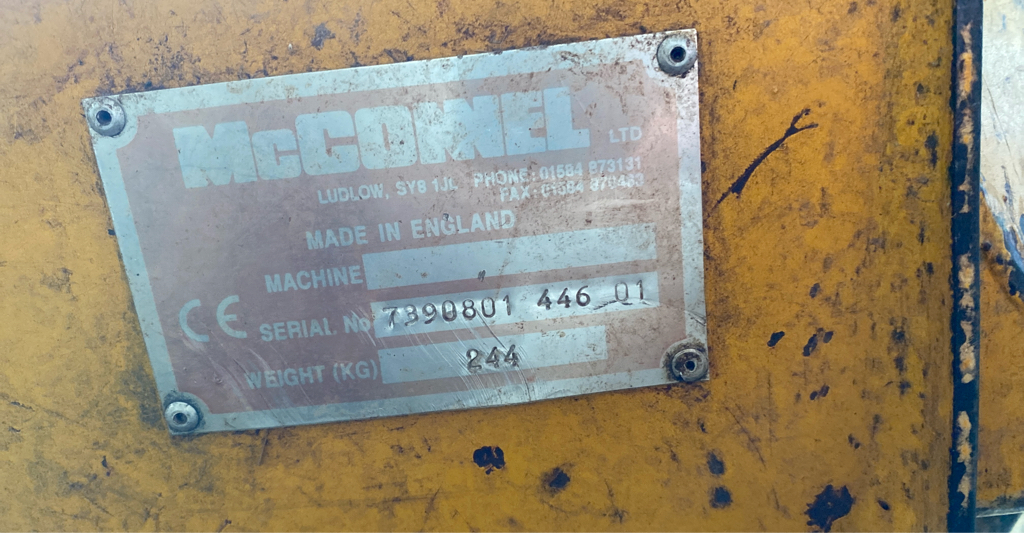 McCONNEL LTD
LUDLOW, SY8 1JL PHONE: 01584 873131
FAX: 01584 876463
MADE IN ENGLAND
MACHINE
CE SERIAL No 7390801 446 01
WEIGHT (KG) 244